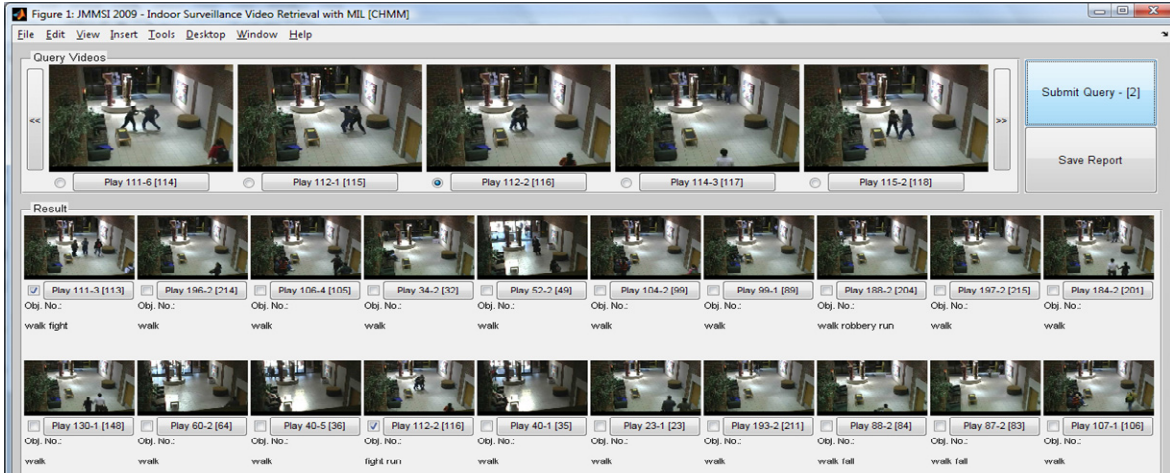 Figure 1: JMMSI 2009 - Indoor Surveillance Video Retrieval with MIL [CHMM]
File Edit View Insert Tools Desktop Window Help
Query Videos
<< >>
Submit Query - [2]
Save Report
Play 111-6 [114] Play 112-1 [115] Play 112-2 [116] Play 114-3 [117] Play 115-2 [118]
Result
Play 111-3 [113] Play 196-2 [214] Play 106-4 [105] Play 34-2 [32] Play 52-2 [49] Play 104-2 [99] Play 99-1 [89] Play 188-2 [204] Play 197-2 [215] Play 184-2 [201]
Obj. No.: Obj. No.: Obj. No.: Obj. No.: Obj. No.: Obj. No.: Obj. No.: Obj. No.: Obj. No.: Obj. No.:
walk fight walk walk walk walk walk walk walk robbery run walk walk
Play 130-1 [148] Play 60-2 [64] Play 40-5 [36] Play 112-2 [116] Play 40-1 [35] Play 23-1 [23] Play 193-2 [211] Play 88-2 [84] Play 87-2 [83] Play 107-1 [106]
Obj. No.: Obj. No.: Obj. No.: Obj. No.: Obj. No.: Obj. No.: Obj. No.: Obj. No.: Obj. No.: Obj. No.:
walk walk walk fight run walk walk walk walk fall walk fall walk